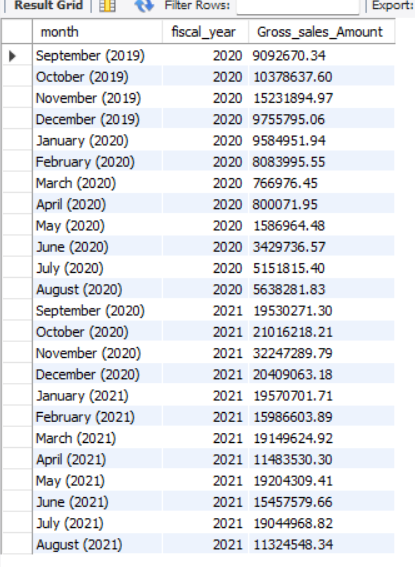 Result Grid Filter Rows: Export:
month fiscal_year Gross_sales_Amount
September (2019) 2020 9092670.34
October (2019) 2020 10378637.60
November (2019) 2020 15231894.97
December (2019) 2020 9755795.06
January (2020) 2020 9584951.94
February (2020) 2020 8083995.55
March (2020) 2020 766976.45
April (2020) 2020 800071.95
May (2020) 2020 1586964.48
June (2020) 2020 3429736.57
July (2020) 2020 5151815.40
August (2020) 2020 5638281.83
September (2020) 2021 19530271.30
October (2020) 2021 21016218.21
November (2020) 2021 32247289.79
December (2020) 2021 20409063.18
January (2021) 2021 19570701.71
February (2021) 2021 15986603.89
March (2021) 2021 19149624.92
April (2021) 2021 11483530.30
May (2021) 2021 19204309.41
June (2021) 2021 15457579.66
July (2021) 2021 19044968.82
August (2021) 2021 11324548.34